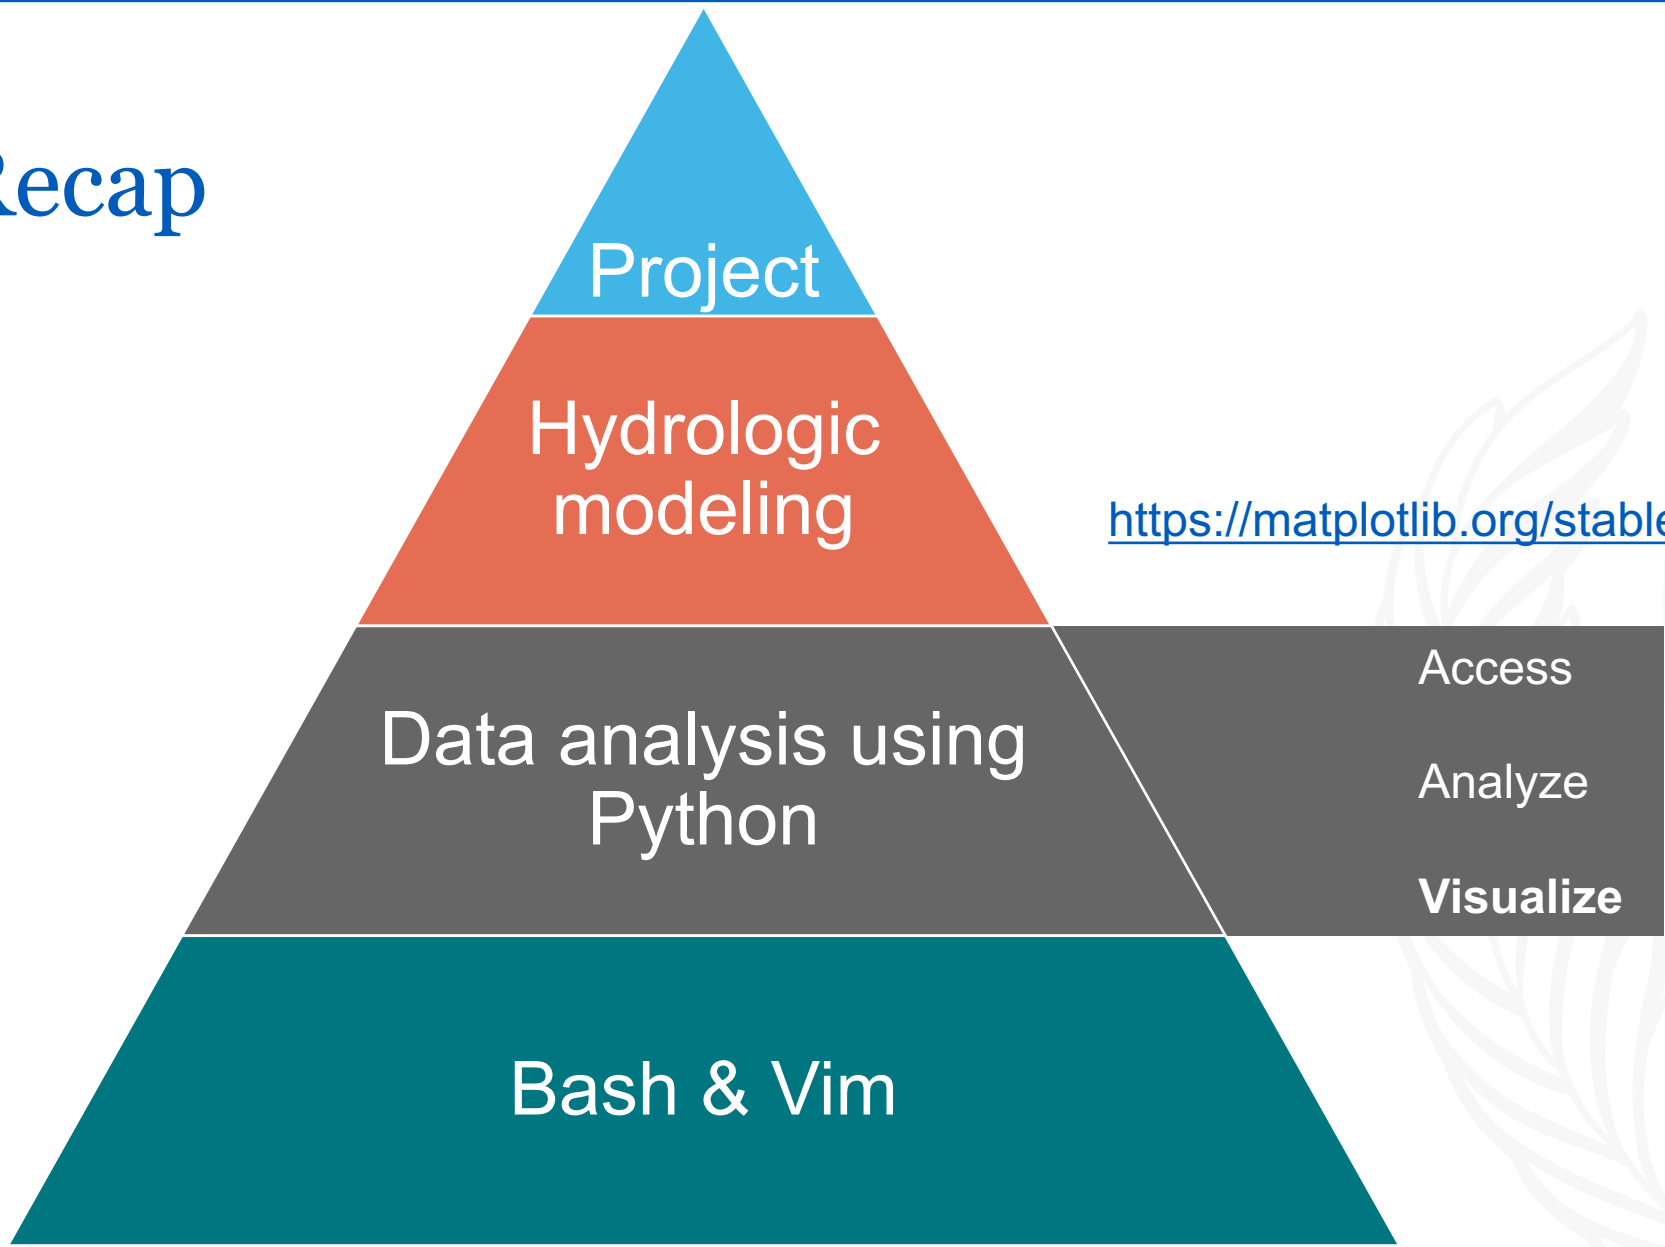 Recap
Project
Hydrologic
modeling
https://matplotlib.org/stable
Data analysis using
Python
Access
Analyze
Visualize
Bash & Vim